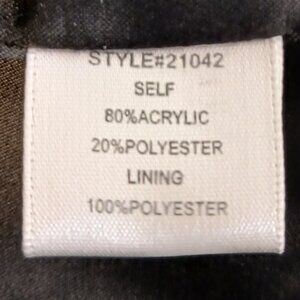 STYLE#21042
SELF
80%ACRYLIC
20%POLYESTER
LINING
100%POLYESTER